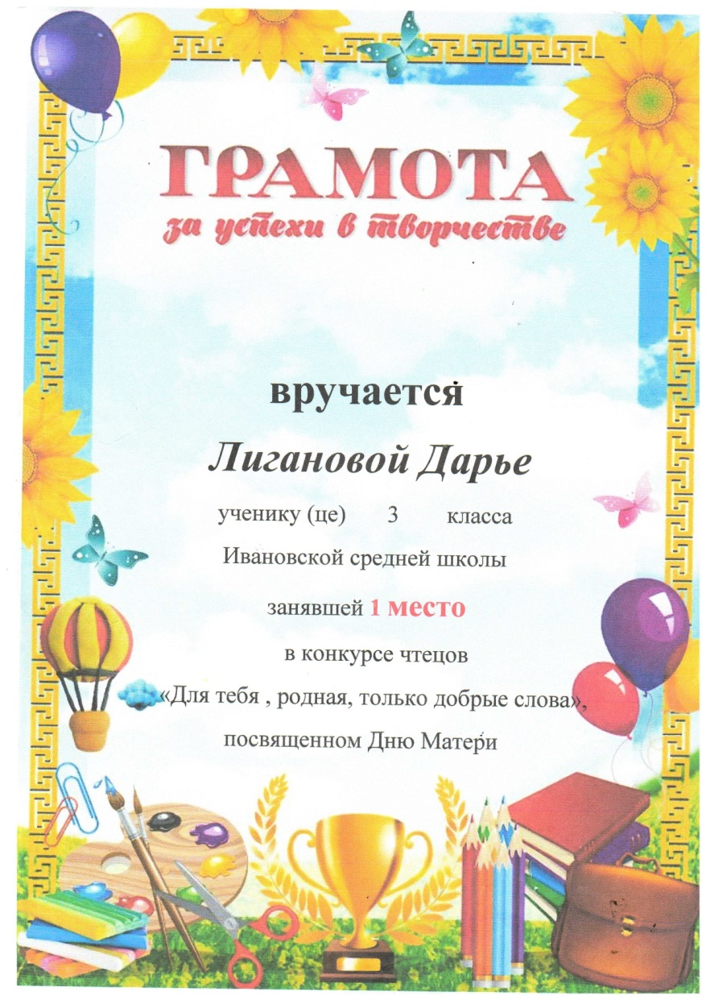 ГРАМОТА
за успехи в творчестве
вручается
Лигановой Дарье
ученику (це) 3 класса
Ивановской средней школы
занявшей 1 место
в конкурсе чтецов
«Для тебя , родная, только добрые слова»,
посвященном Дню Матери